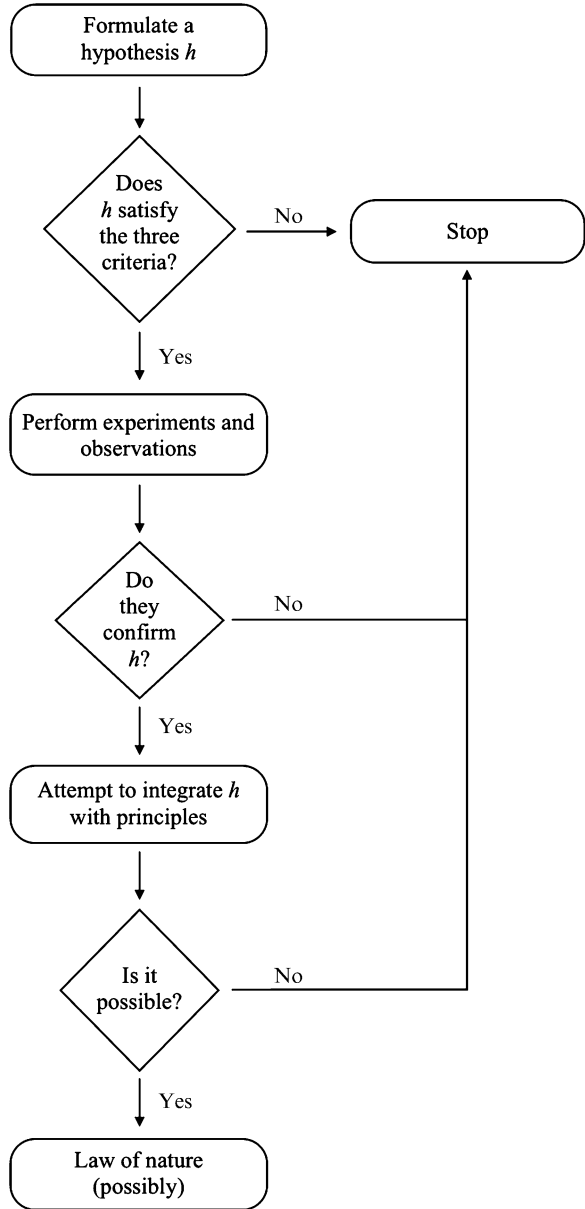 Formulate a
hypothesis h
Does
h satisfy
the three
criteria?
No
Stop
Yes
Perform experiments and
observations
Do
they
confirm
h?
No
Yes
Attempt to integrate h
with principles
Is it
possible?
No
Yes
Law of nature
(possibly)